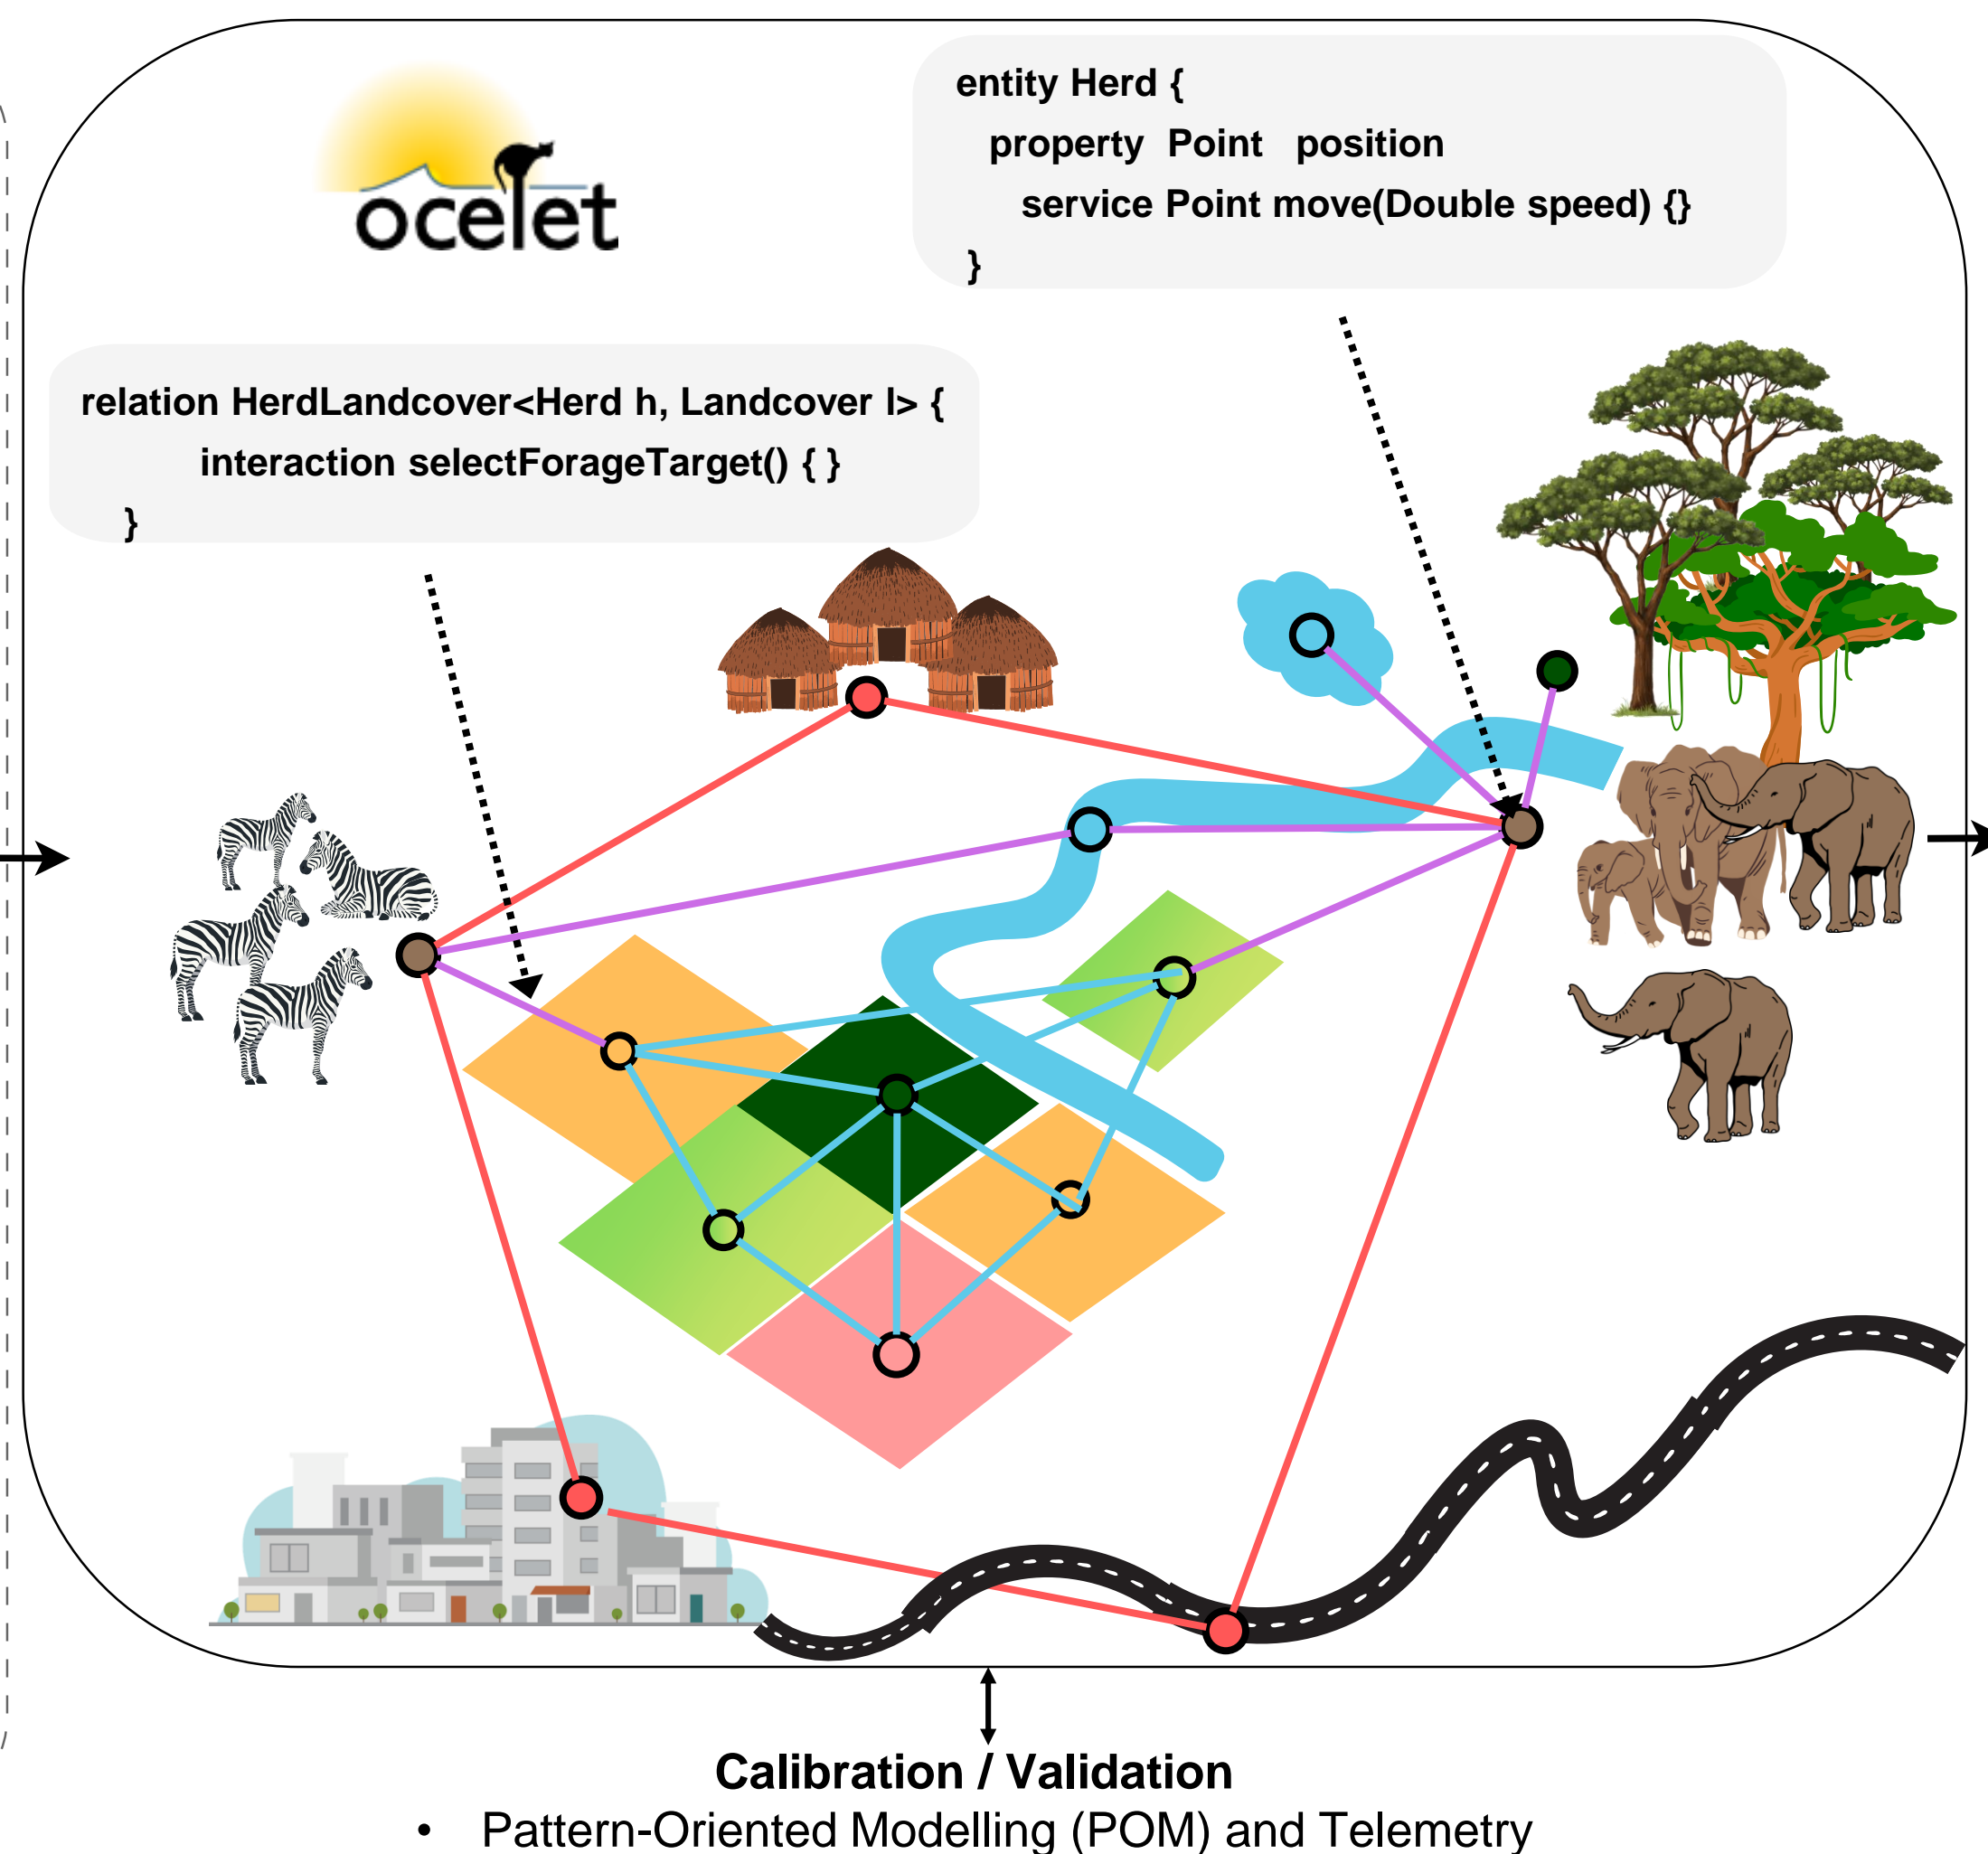 ocelet
entity Herd {
property Point position
service Point move(Double speed) {}
}
relation HerdLandcover<Herd h, Landcover l> {
interaction selectForageTarget() { }
}
Calibration / Validation
• Pattern-Oriented Modelling (POM) and Telemetry